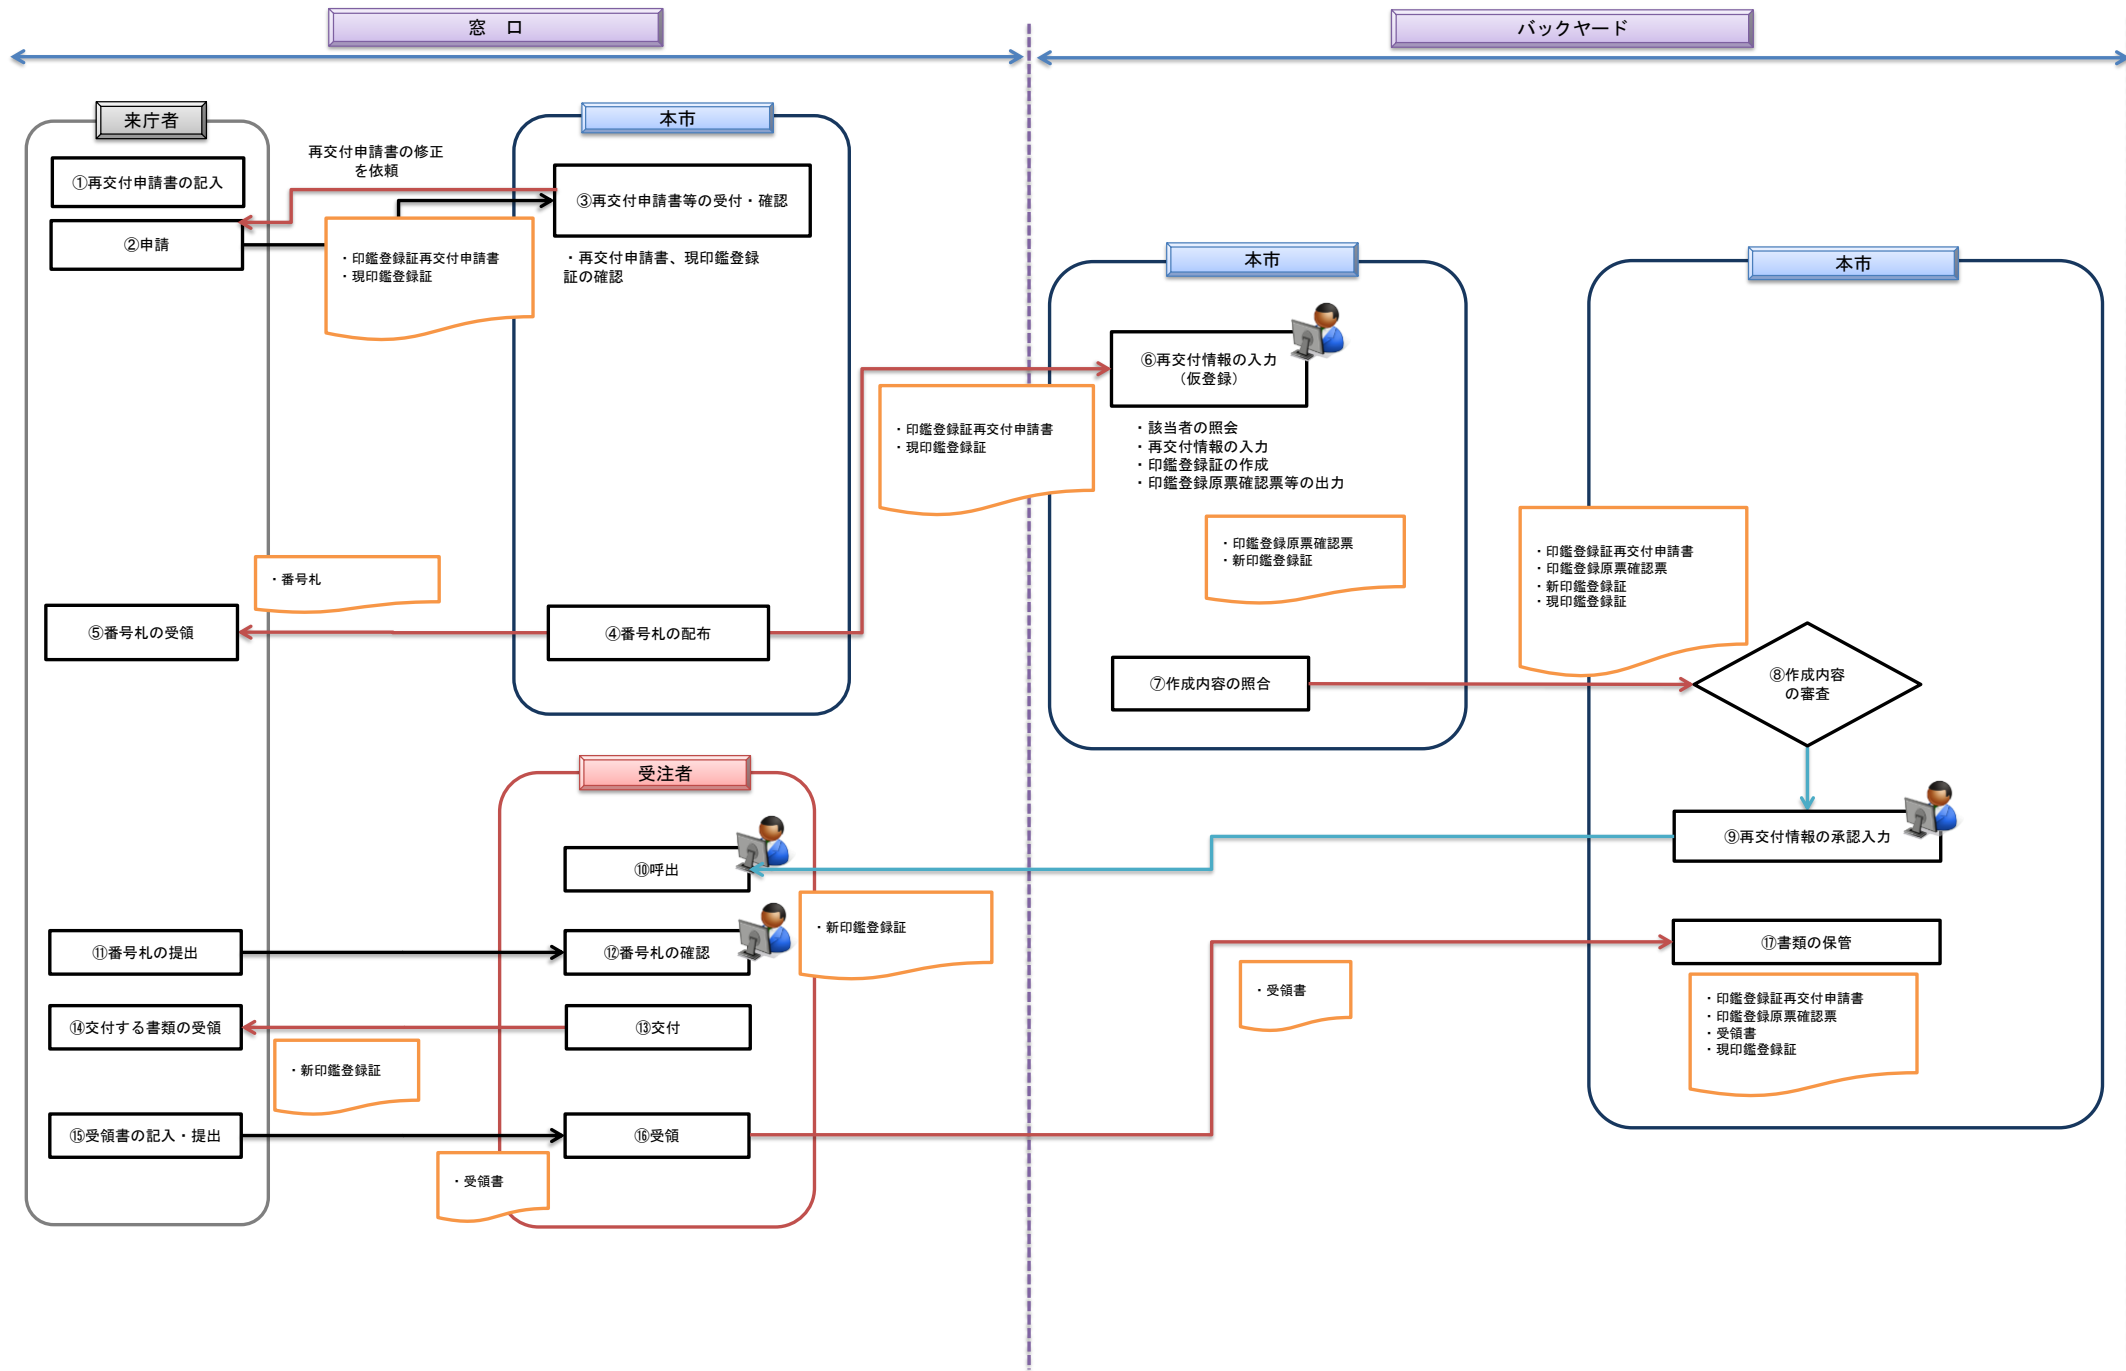 窓　口
バックヤード
来庁者
本市
①再交付申請書の記入
再交付申請書の修正
を依頼
③再交付申請書等の受付・確認
②申請
・印鑑登録証再交付申請書
・現印鑑登録証
・再交付申請書、現印鑑登録
証の確認
本市
本市
⑥再交付情報の入力
（仮登録）
・印鑑登録証再交付申請書
・現印鑑登録証
・該当者の照会
・再交付情報の入力
・印鑑登録証の作成
・印鑑登録原票確認票等の出力
・印鑑登録原票確認票
・新印鑑登録証
・印鑑登録証再交付申請書
・印鑑登録原票確認票
・新印鑑登録証
・現印鑑登録証
・番号札
⑤番号札の受領
④番号札の配布
⑦作成内容の照合
⑧作成内容
の審査
受注者
⑩呼出
⑨再交付情報の承認入力
⑪番号札の提出
⑫番号札の確認
・新印鑑登録証
⑰書類の保管
・受領書
・印鑑登録証再交付申請書
・印鑑登録原票確認票
・受領書
・現印鑑登録証
⑭交付する書類の受領
⑬交付
・新印鑑登録証
⑮受領書の記入・提出
⑯受領
・受領書